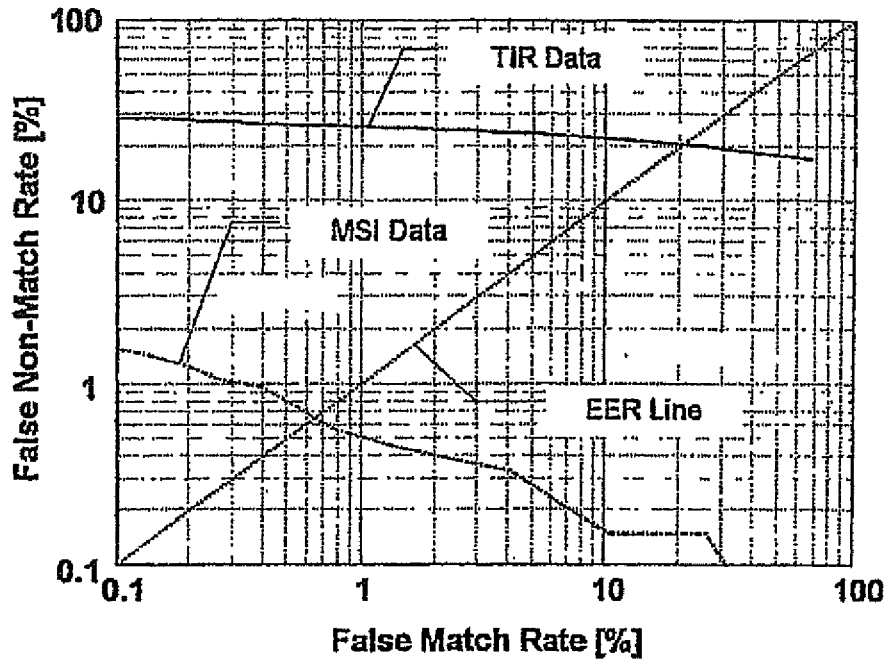 100
TIR Data
10
MSI Data
1
EER Line
0.1
0.1
1
10
100
False Non-Match Rate [%]
False Match Rate [%]